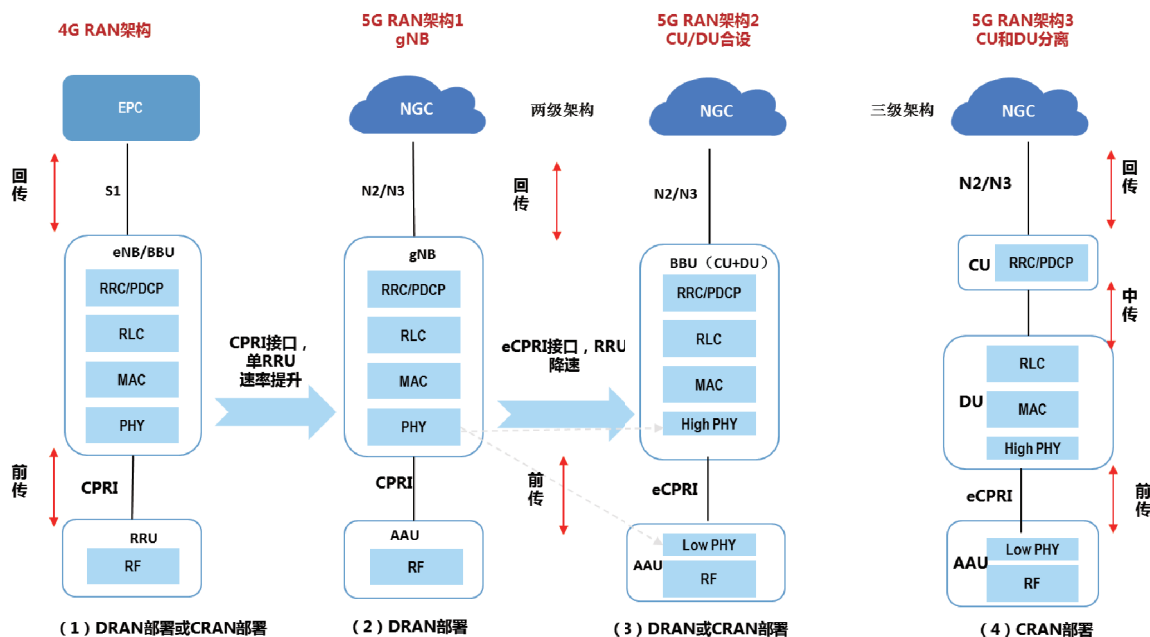 4G RAN架构
EPC
回传
S1
eNB/BBU
RRC/PDCP
RLC
MAC
PHY
前传
CPRI
RRU
RF
（1）DRAN部署或CRAN部署
CPRI接口，
单RRU
速率提升
5G RAN架构1
gNB
NGC
N2/N3
gNB
RRC/PDCP
RLC
MAC
PHY
CPRI
AAU
RF
（2）DRAN部署
两级架构
回传
eCPRI接口，RRU
降速
前传
5G RAN架构2
CU/DU合设
NGC
N2/N3
BBU（CU+DU）
RRC/PDCP
RLC
MAC
High PHY
eCPRI
Low PHY
AAU
RF
（3）DRAN或CRAN部署
三级架构
5G RAN架构3
CU和DU分离
NGC
N2/N3
回传
CU
RRC/PDCP
中传
RLC
DU
MAC
High PHY
eCPRI
前传
Low PHY
AAU
RF
（4）CRAN部署